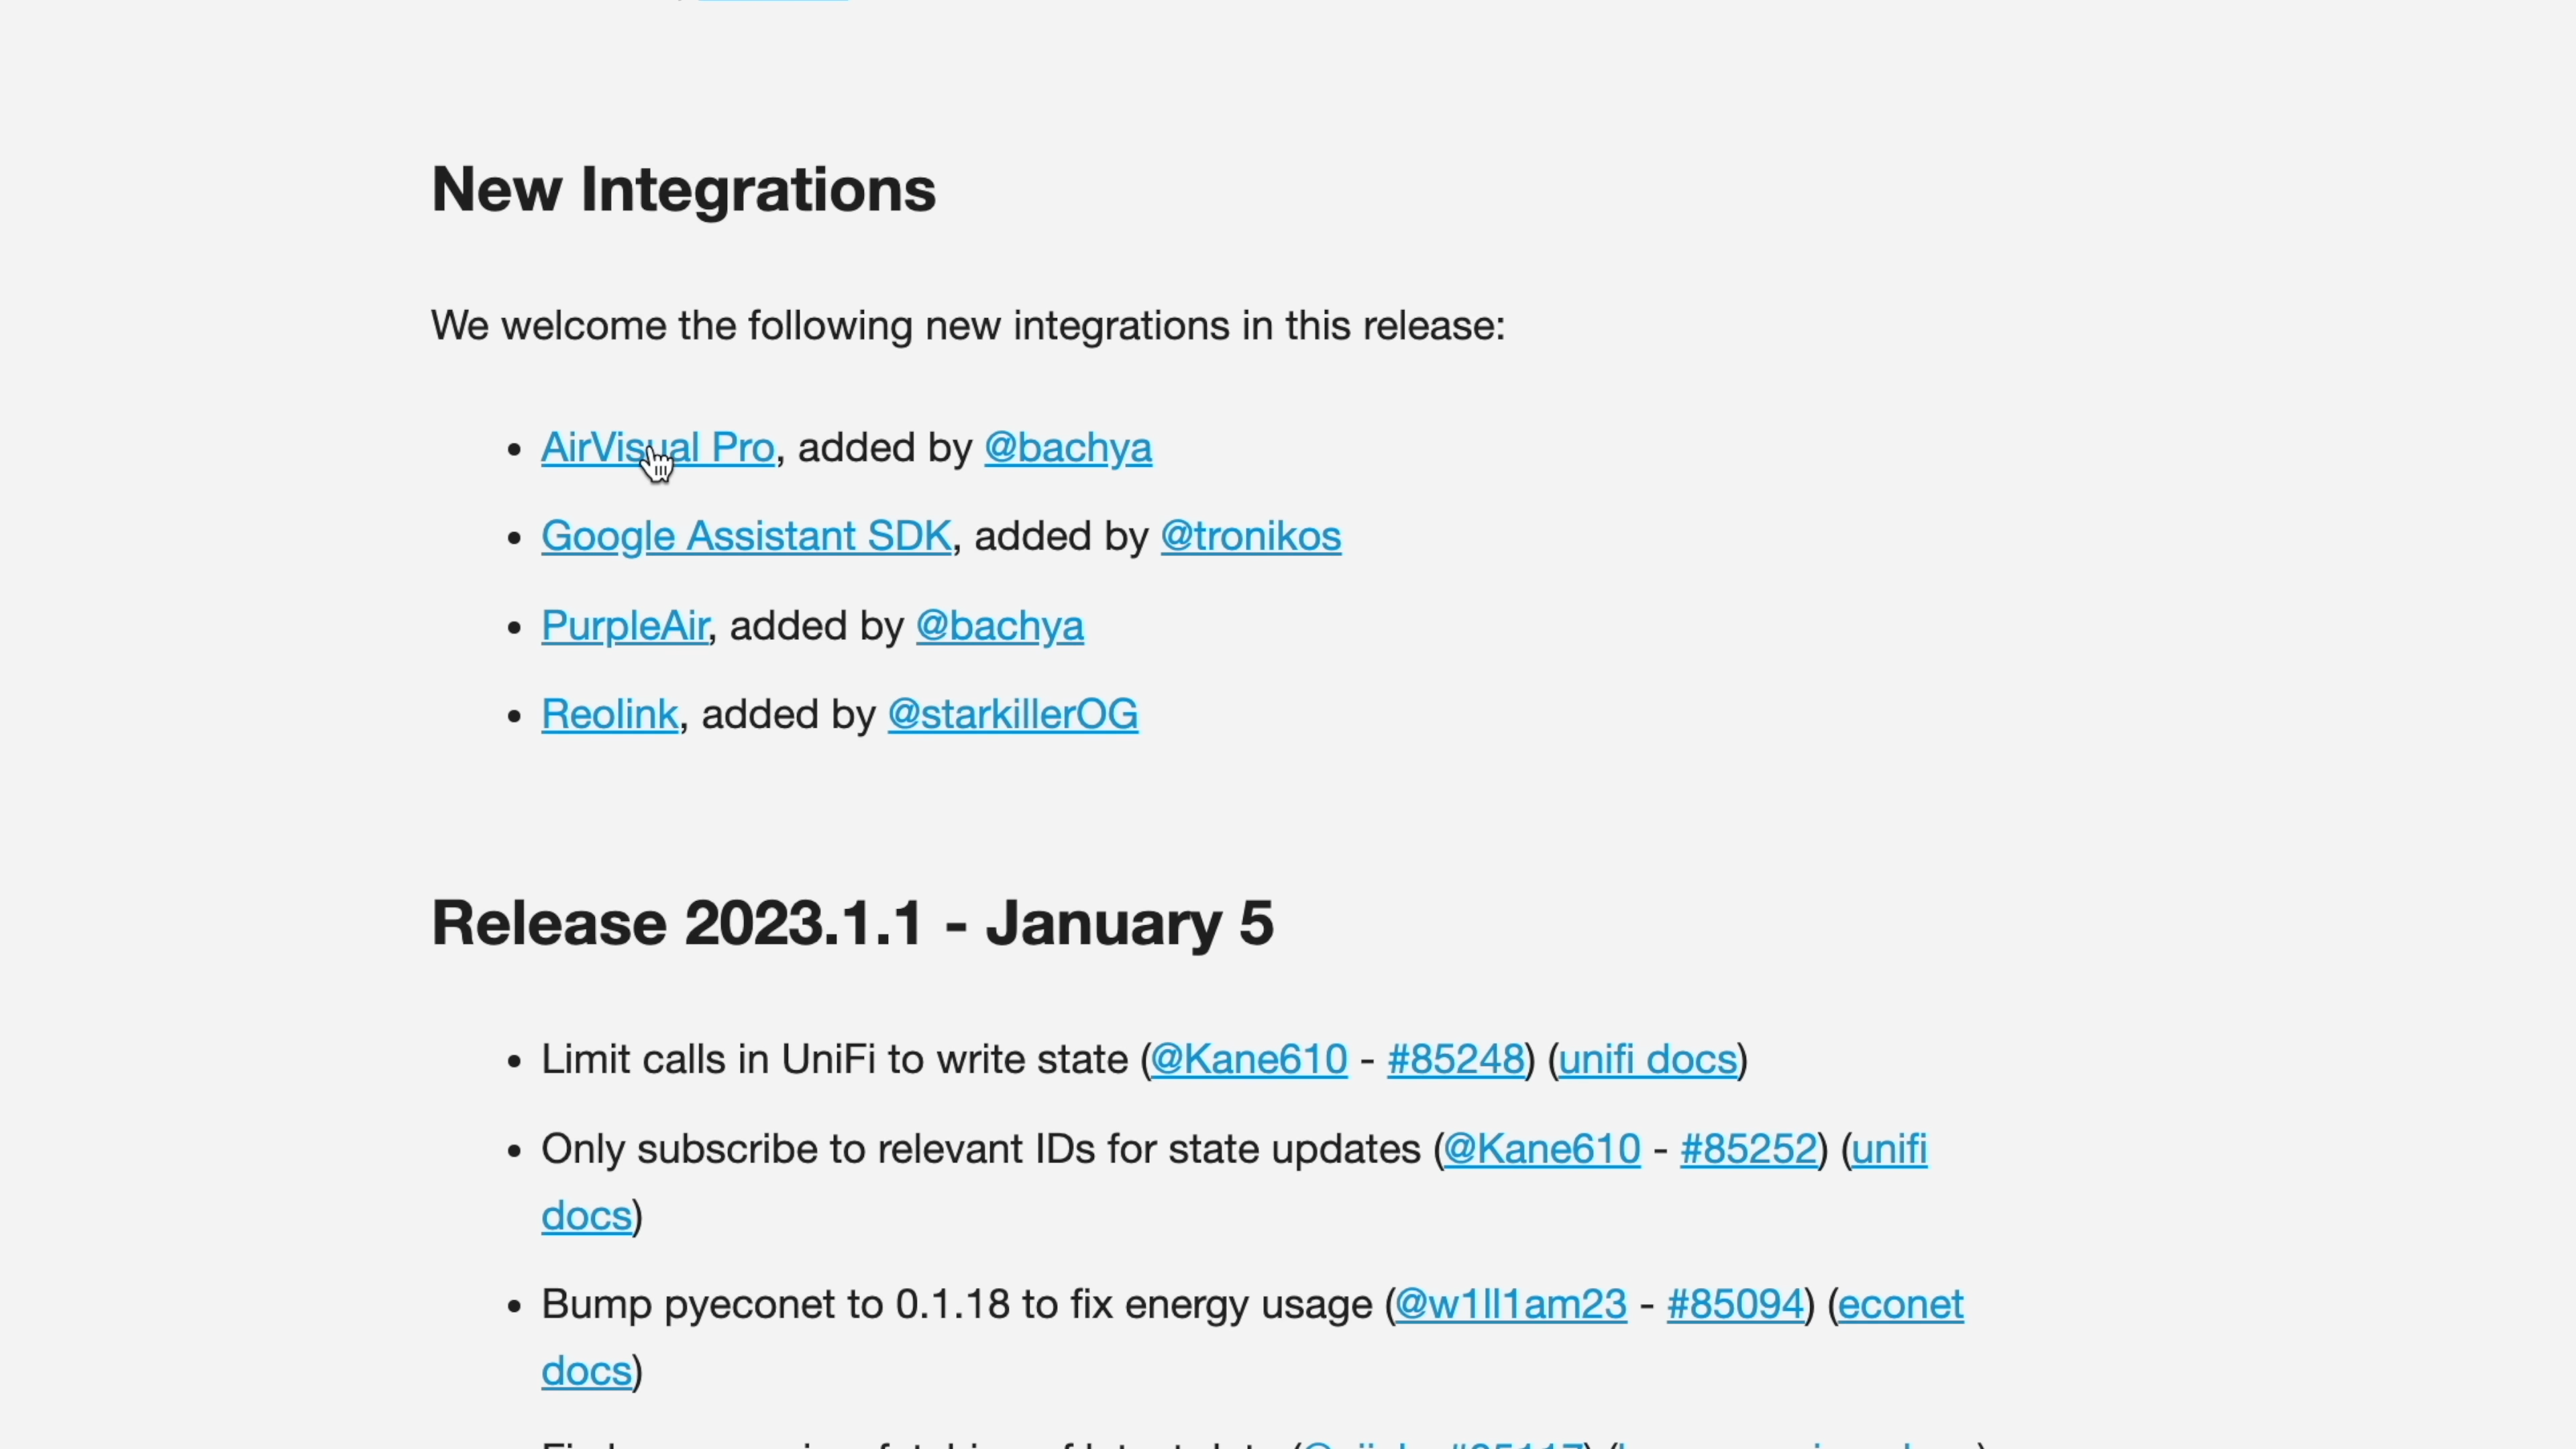 New Integrations
We welcome the following new integrations in this release:
• AirVisual Pro, added by @bachya
• Google Assistant SDK, added by @tronikos
• PurpleAir, added by @bachya
• Reolink, added by @starkillerOG
Release 2023.1.1 - January 5
• Limit calls in UniFi to write state (@Kane610 - #85248) (unifi docs)
• Only subscribe to relevant IDs for state updates (@Kane610 - #85252) (unifi
docs)
• Bump pyeconet to 0.1.18 to fix energy usage (@w1ll1am23 - #85094) (econet
docs)